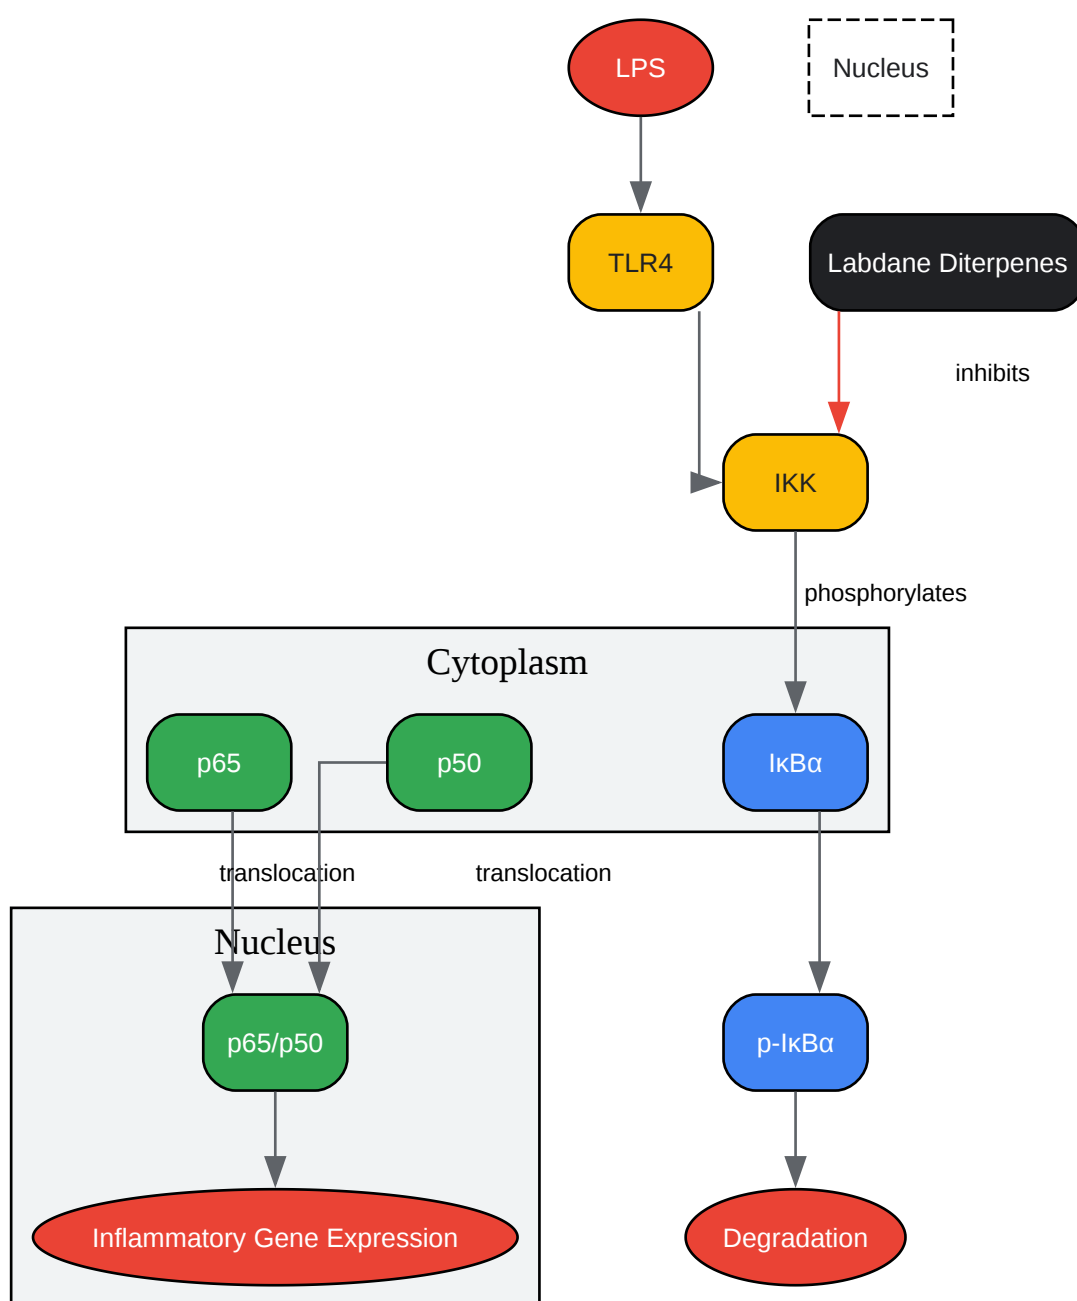 LPS
Nucleus
TLR4
Labdane Diterpenes
inhibits
IKK
phosphorylates
Cytoplasm
p65
p50
IκBα
translocation
translocation
Nucleus
p65/p50
p-IκBα
Inflammatory Gene Expression
Degradation